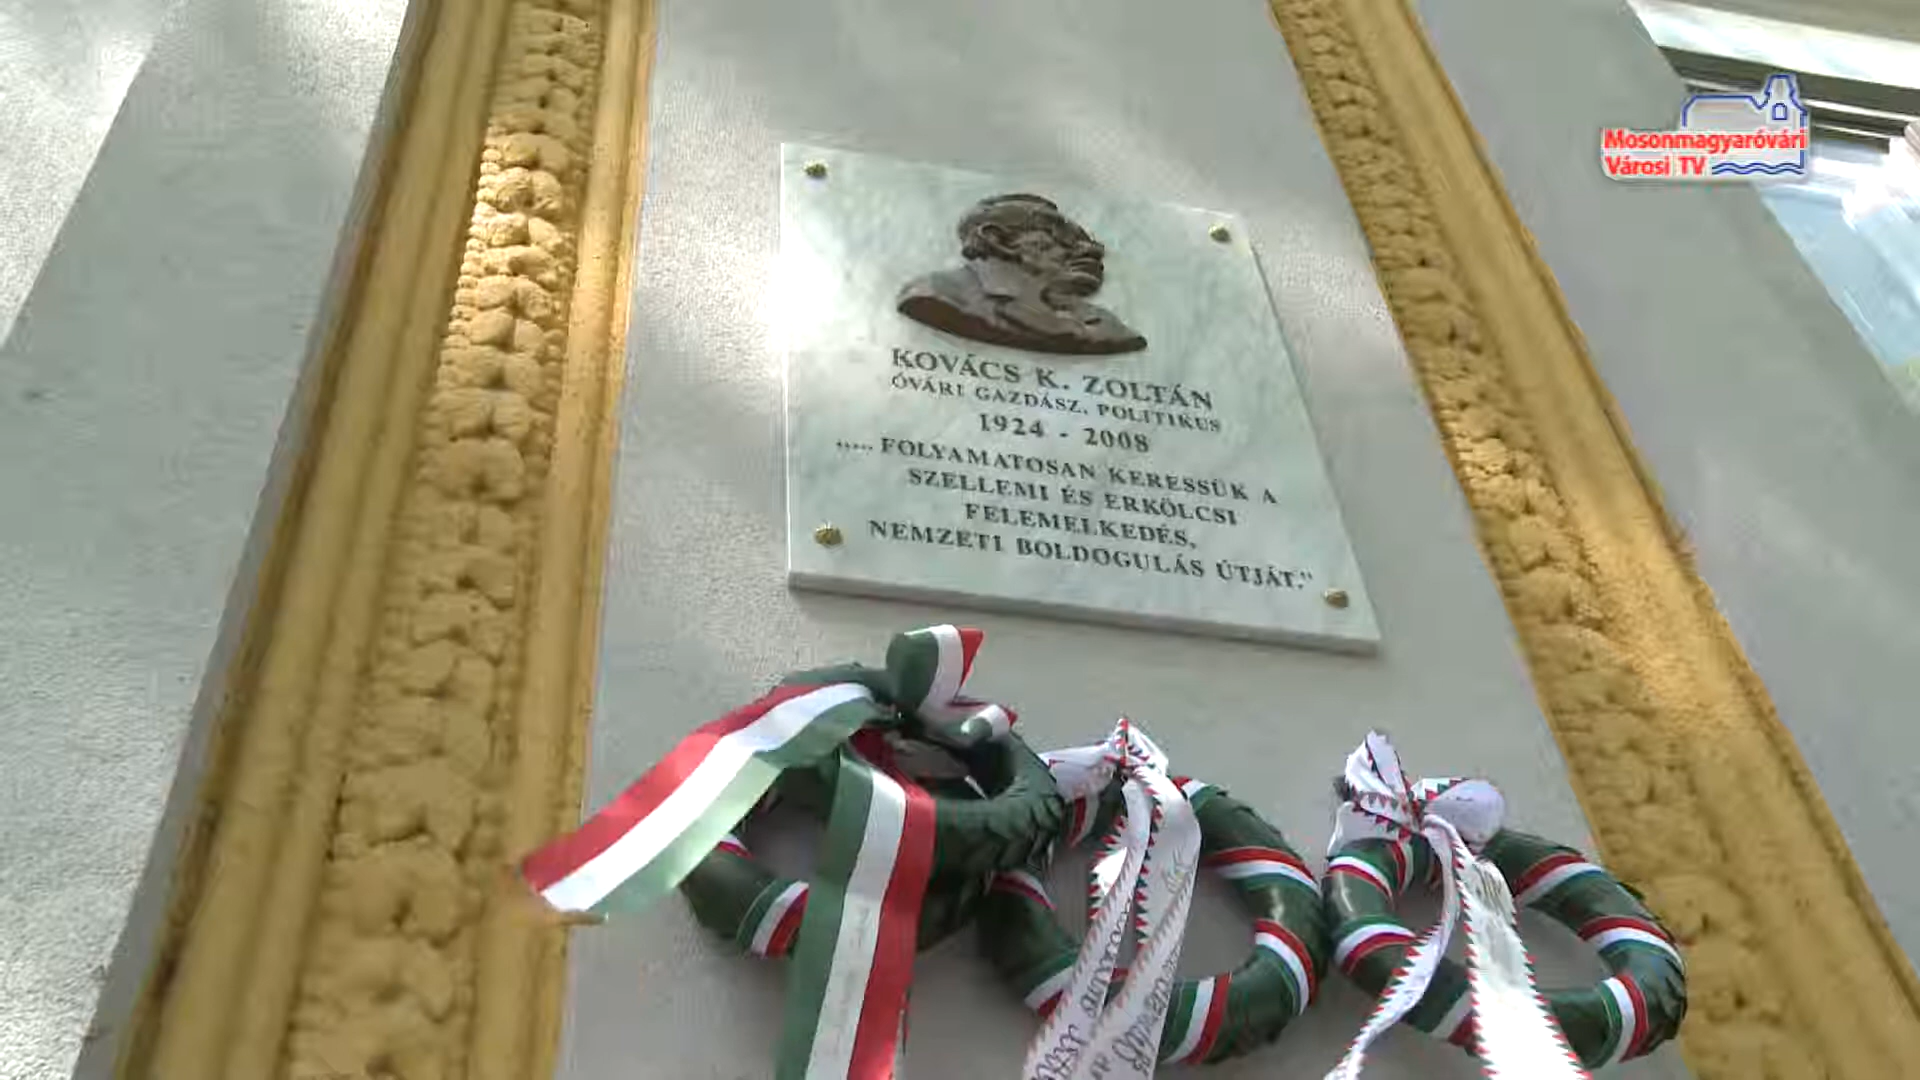 Mosonmagyaróvári
Városi TV
KOVÁCS K. ZOLTÁN
ÓVÁRI GAZDÁSZ, POLITIKUS
1924 - 2008
„.... FOLYAMATOSAN KERESSÜK A
SZELLEMI ÉS ERKÖLCSI
FELEMELKEDÉS,
NEMZETI BOLDOGULÁS ÚTJÁT."